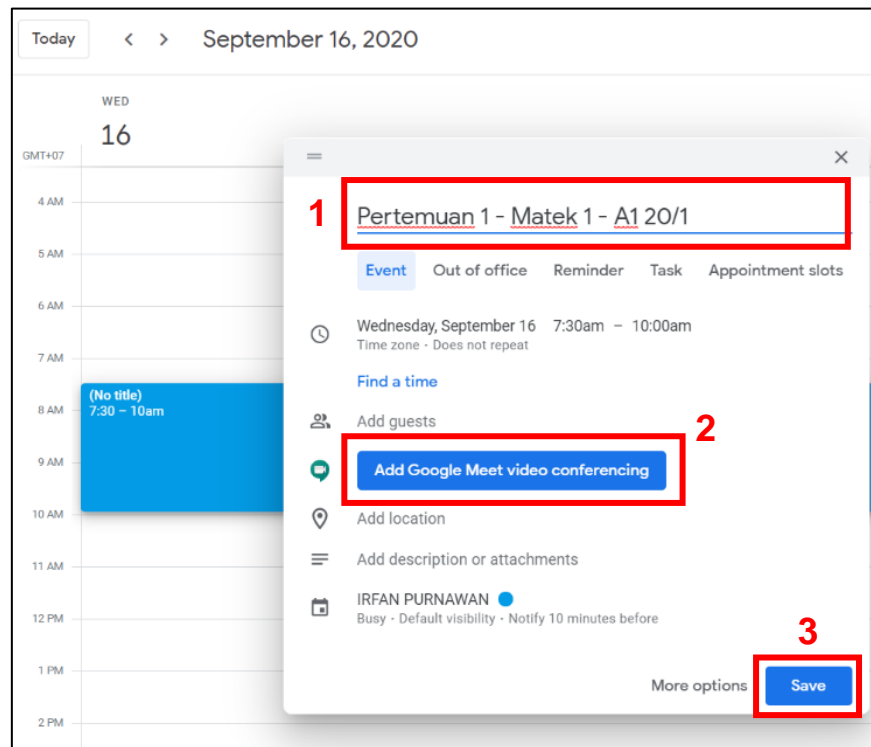 Today < > September 16, 2020
WED
16
GMT+07
4 AM
5 AM
6 AM
7 AM
8 AM
9 AM
10 AM
11 AM
12 PM
1 PM
2 PM
(No title)
7:30 – 10am
1
Pertemuan 1 - Matek 1 - A1 20/1
Event Out of office Reminder Task Appointment slots
Wednesday, September 16 7:30am – 10:00am
Time zone · Does not repeat
Find a time
Add guests
2
Add Google Meet video conferencing
Add location
Add description or attachments
IRFAN PURNAWAN
Busy · Default visibility · Notify 10 minutes before
3
More options Save